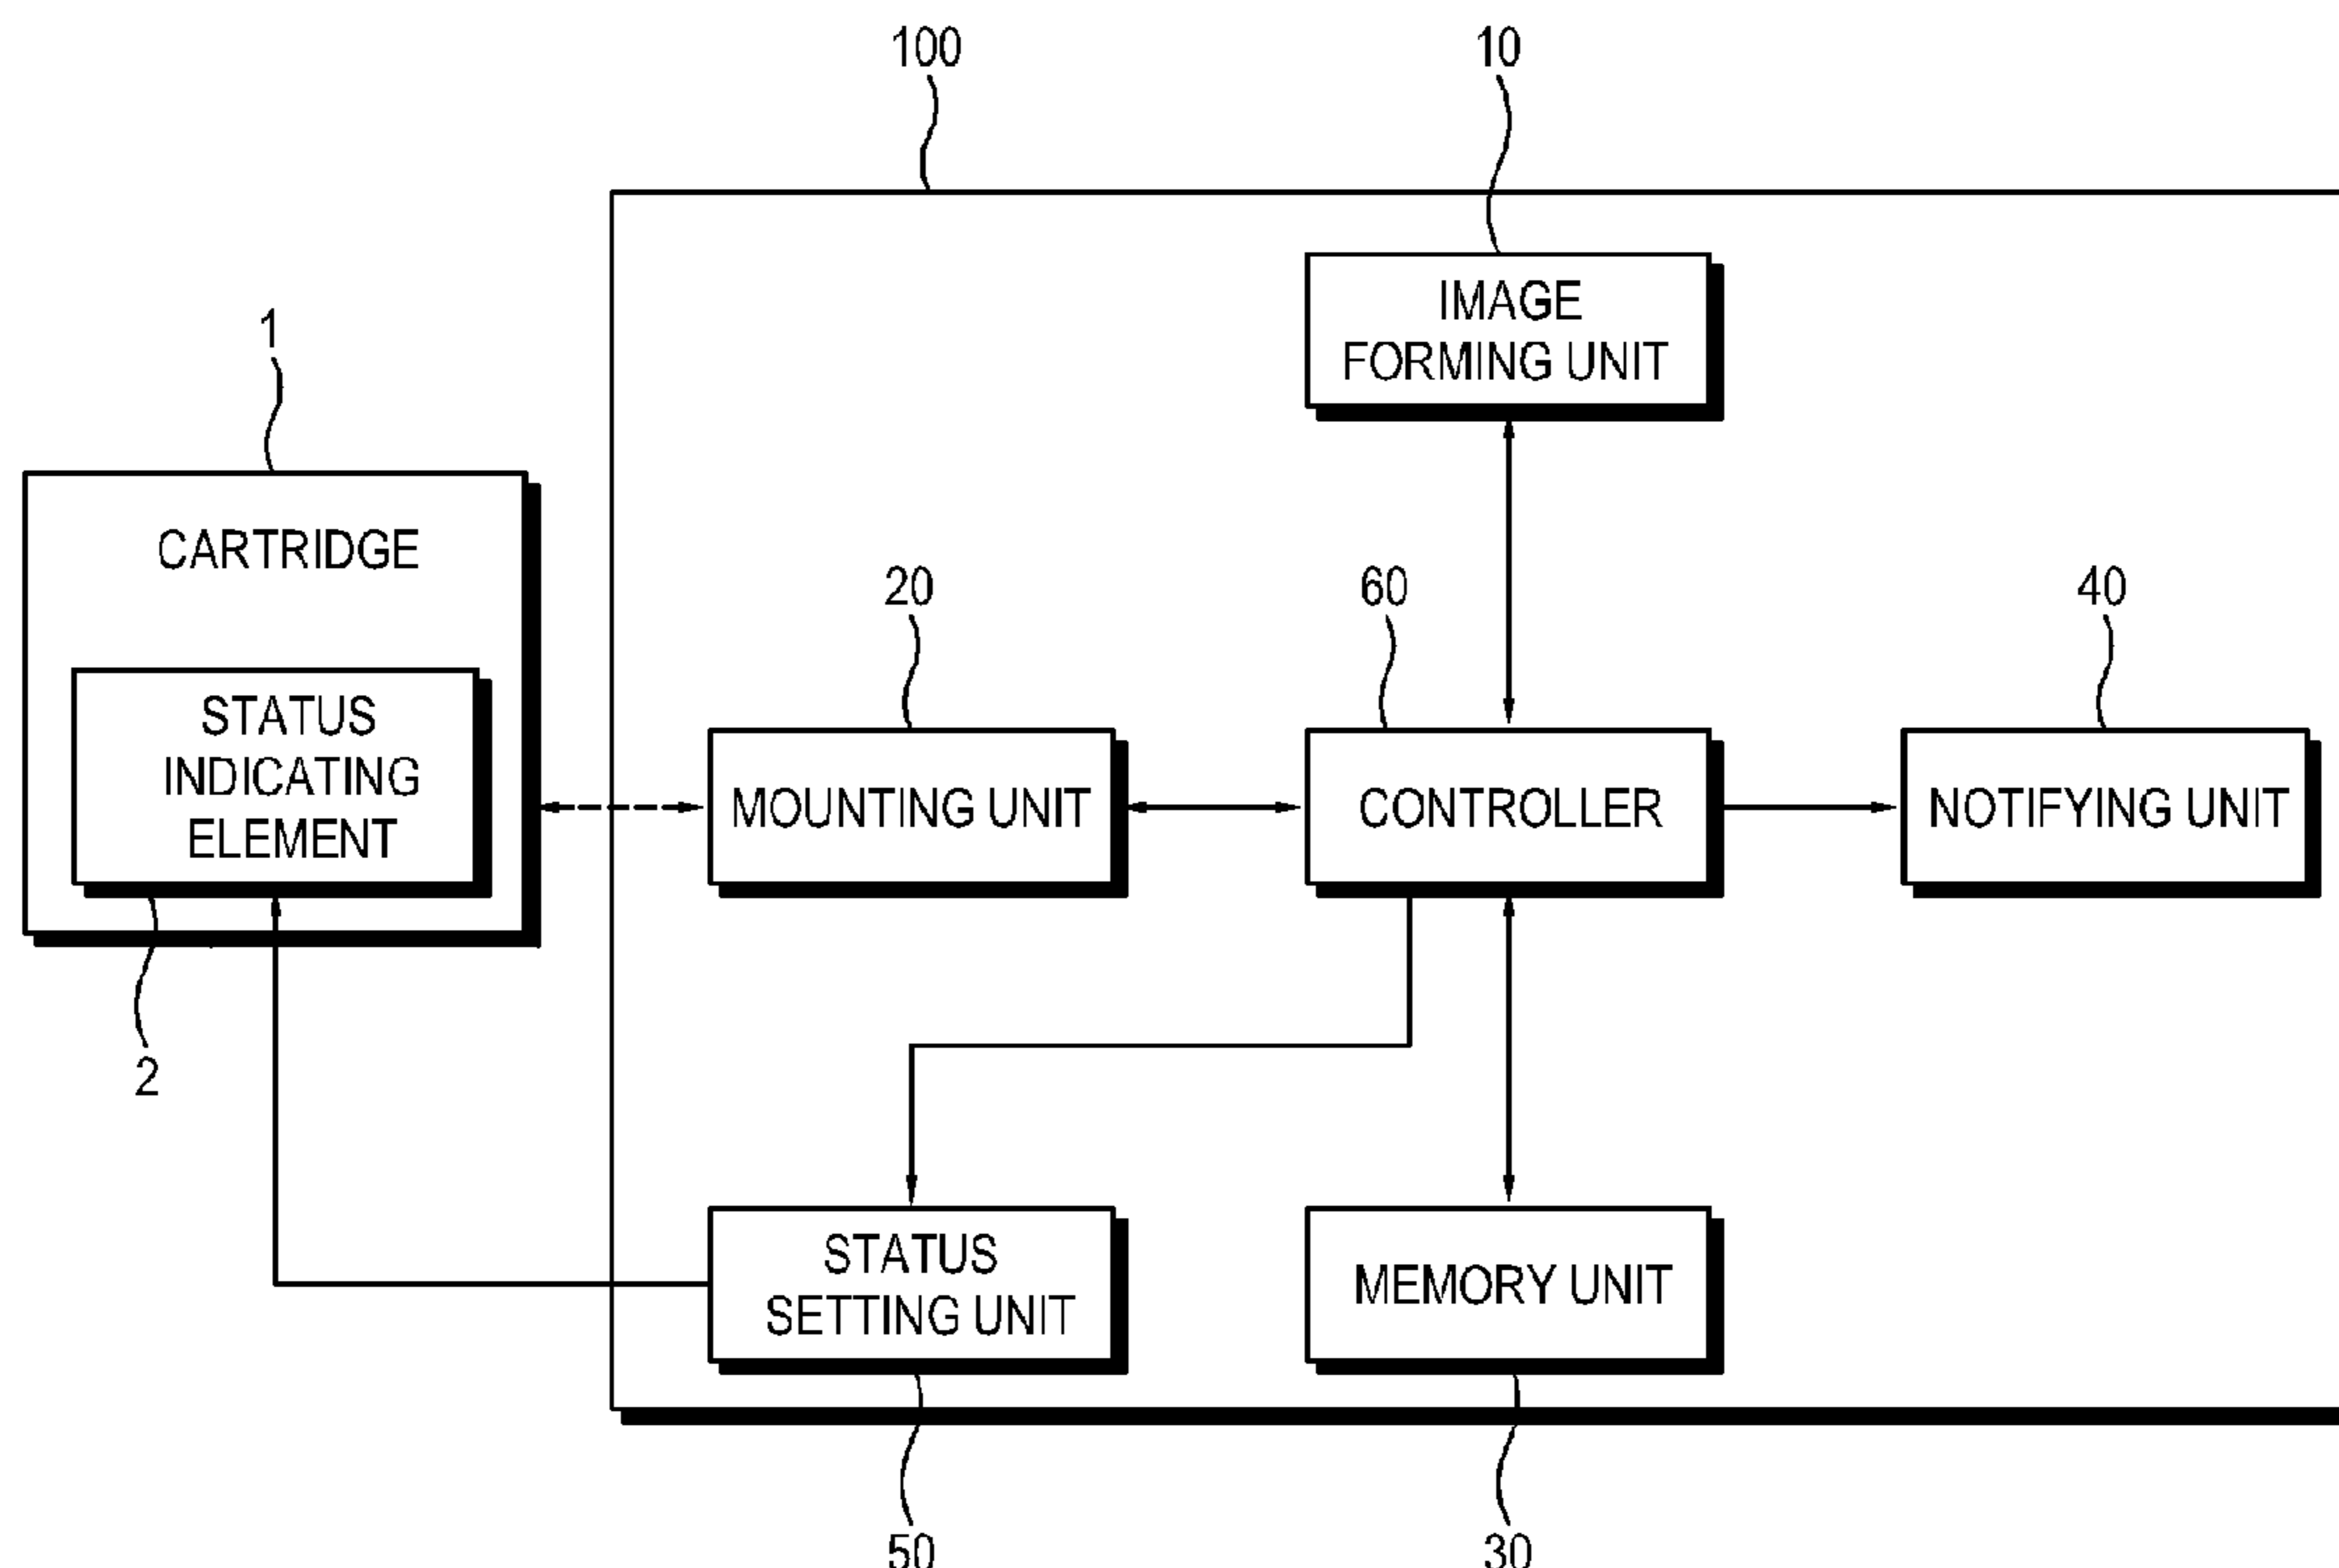 100
10
IMAGE
FORMING UNIT
1
CARTRIDGE
20
60
40
STATUS
INDICATING
ELEMENT
MOUNTING UNIT
CONTROLLER
NOTIFYING UNIT
2
STATUS
SETTING UNIT
MEMORY UNIT
50
30